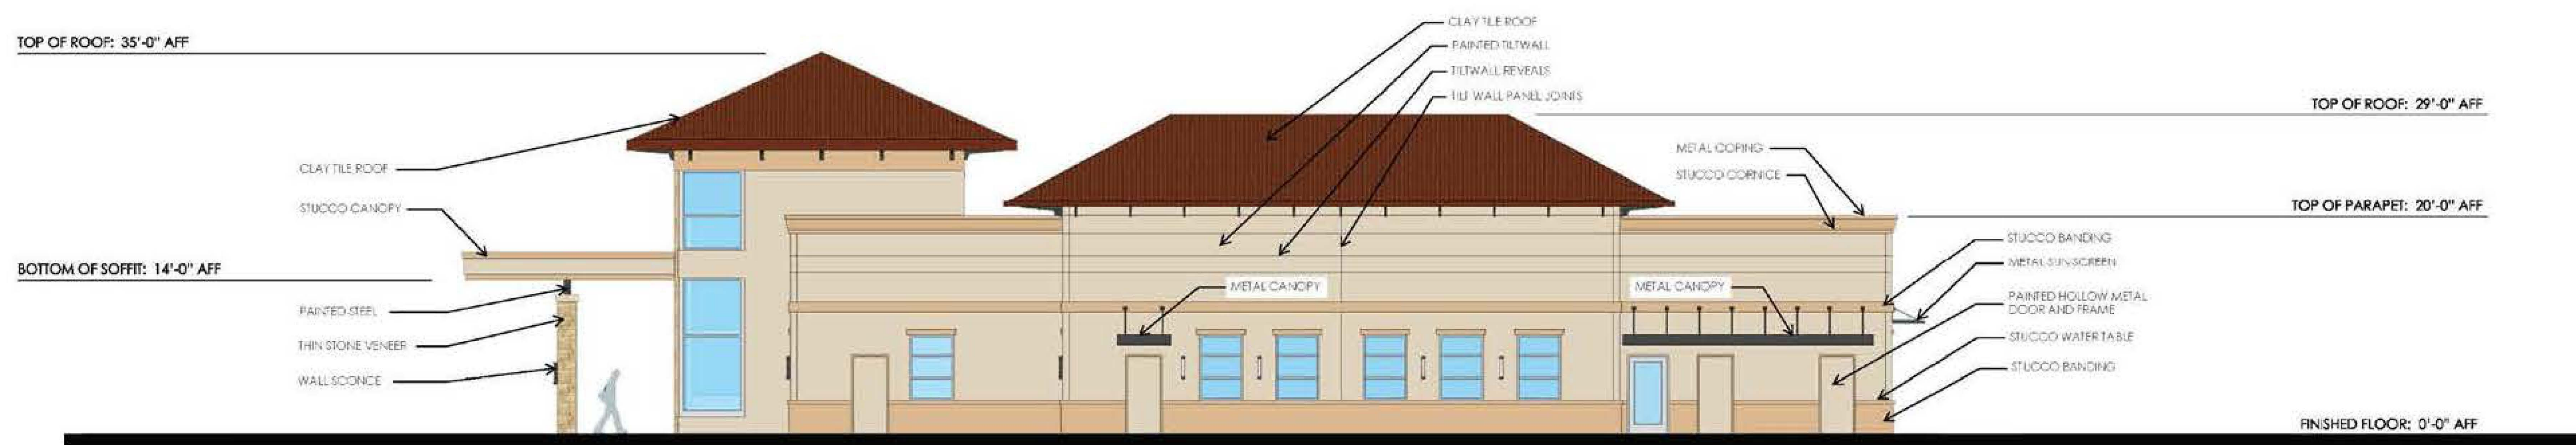 TOP OF ROOF: 35'-0" AFF
CLAY TILE ROOF
STUCCO CANOPY
BOTTOM OF SOFFIT: 14'-0" AFF
PAINTED STEEL
THIN STONE VENEER
WALL SCONCE
CLAY TILE ROOF
PAINTED TILTWALL
TILTWALL REVEALS
TILT WALL PANEL JOINTS
METAL CANOPY
METAL CANOPY
METAL COPING
STUCCO CORNICE
TOP OF ROOF: 29'-0" AFF
TOP OF PARAPET: 20'-0" AFF
STUCCO BANDING
METAL SUNSCREEN
PAINTED HOLLOW METAL
DOOR AND FRAME
STUCCO WATER TABLE
STUCCO BANDING
FINISHED FLOOR: 0'-0" AFF